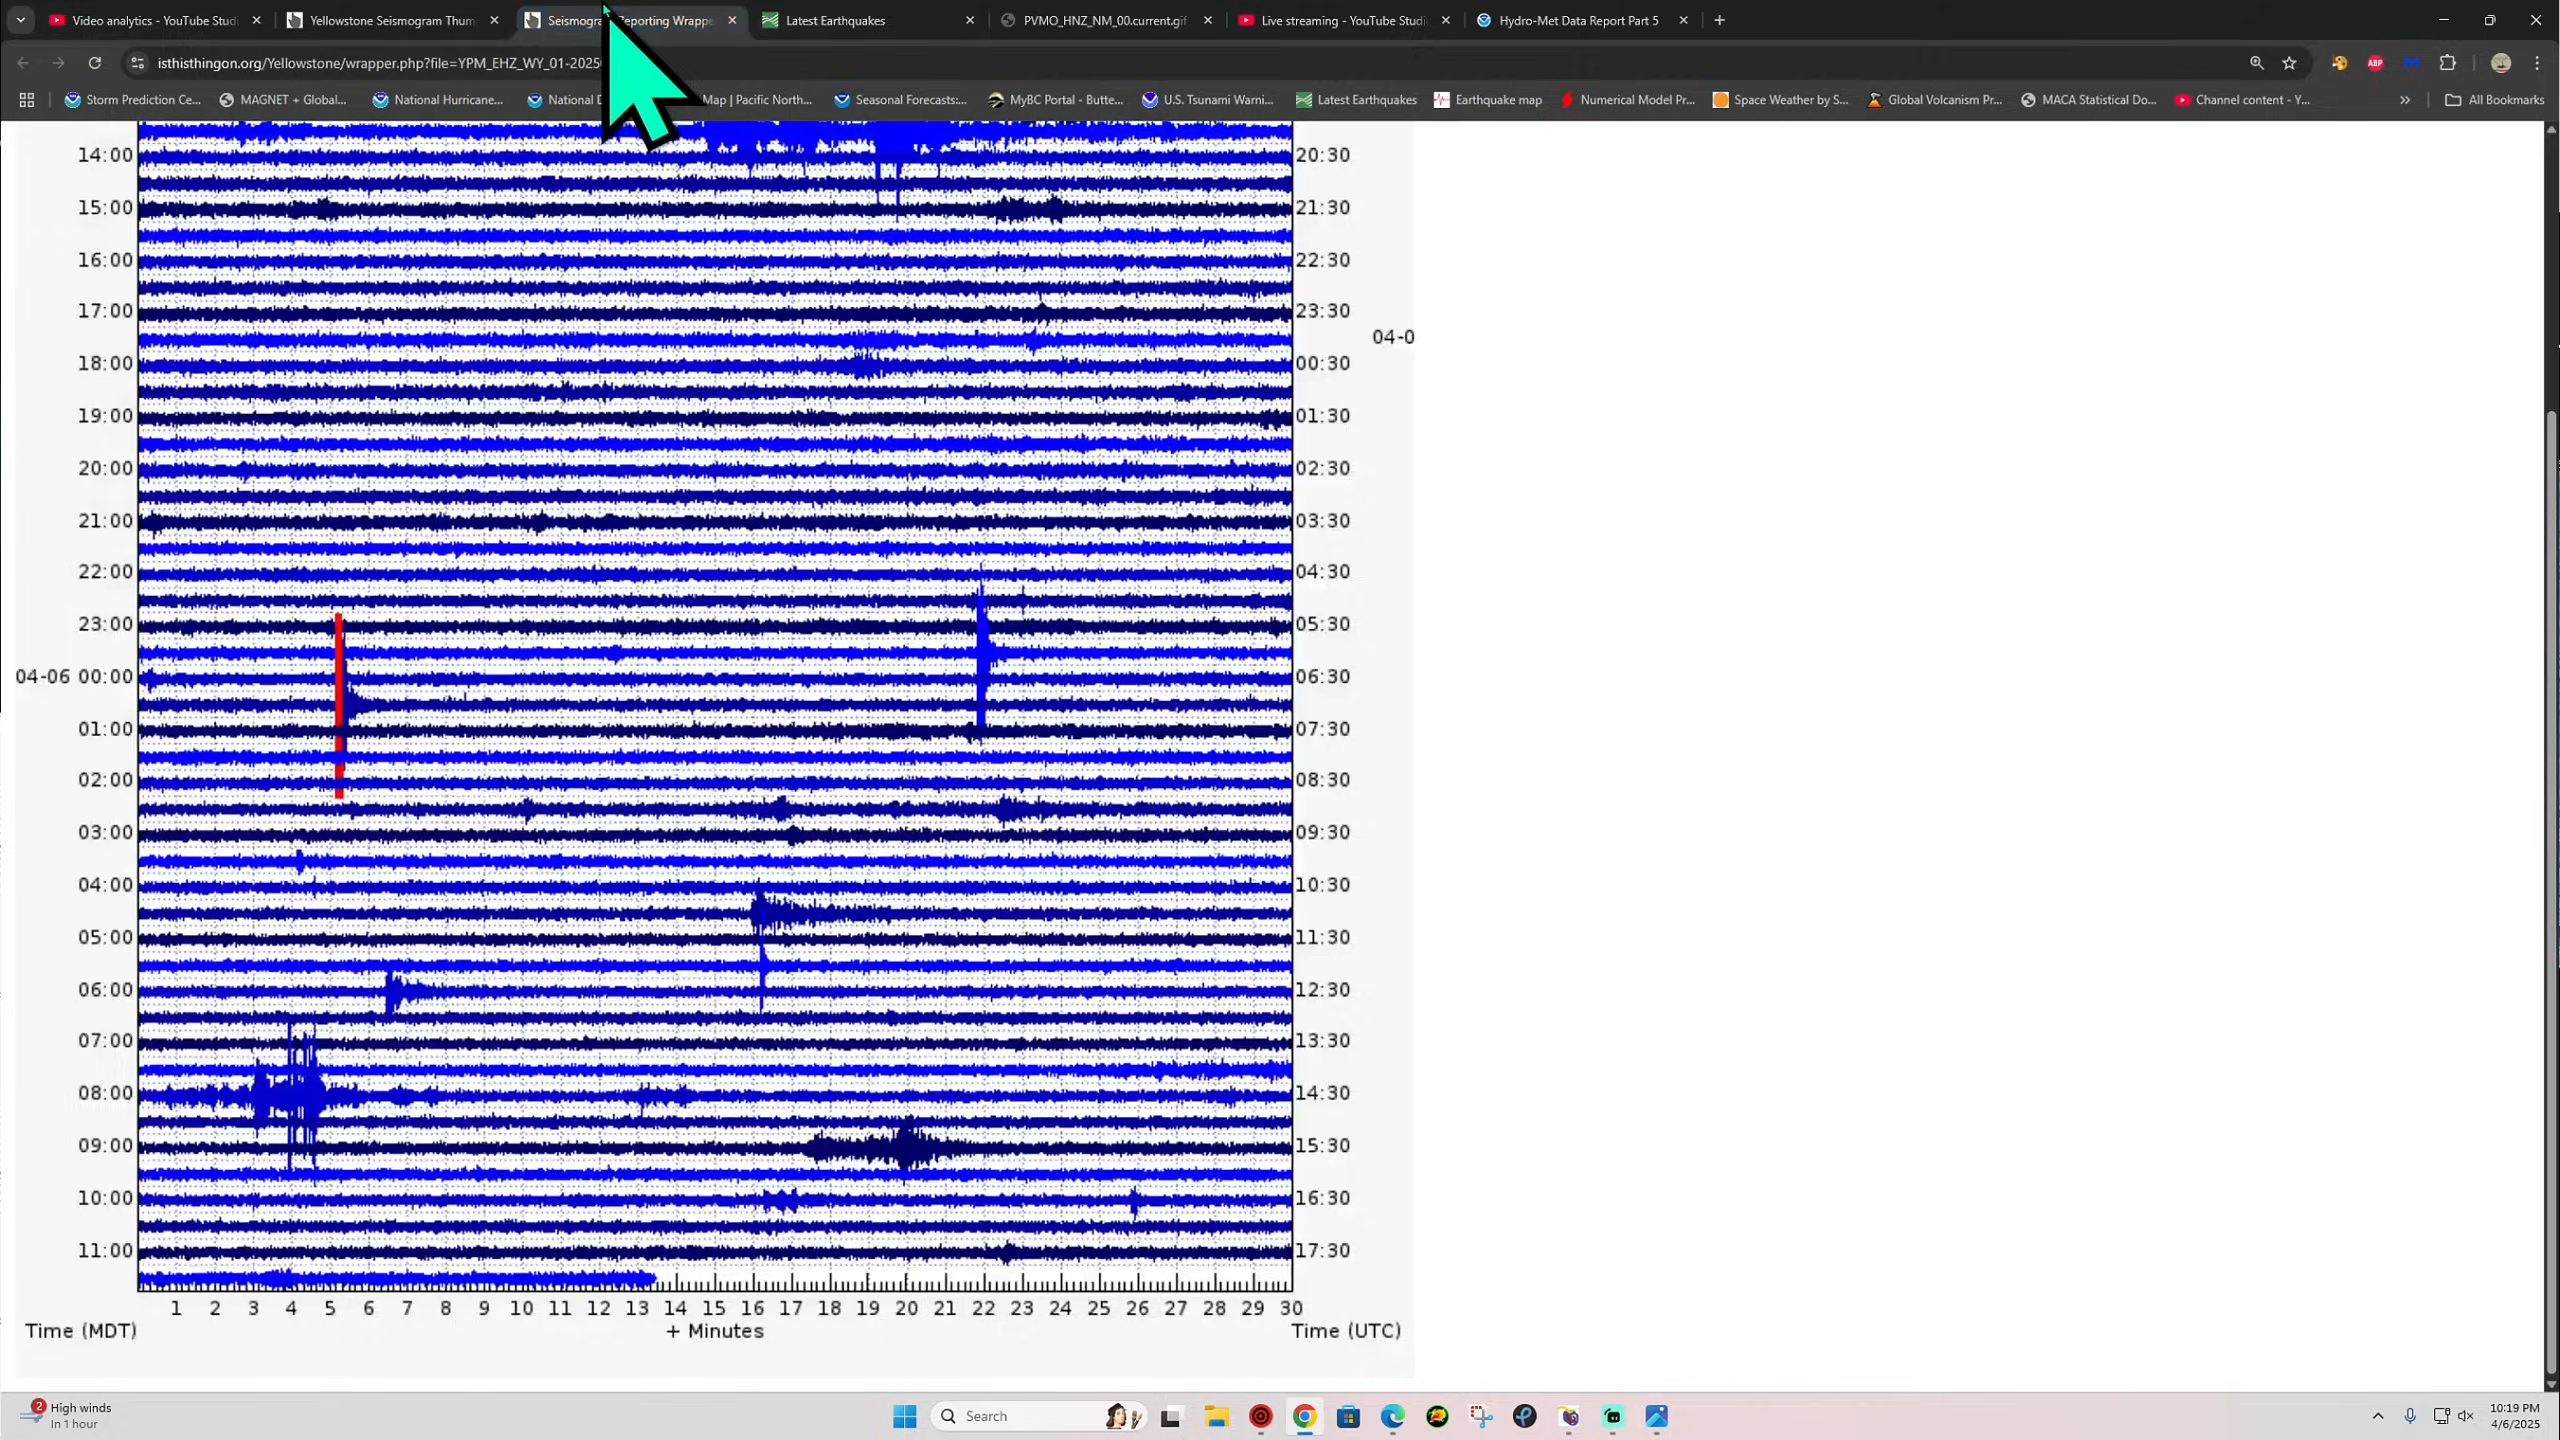 Video analytics - YouTube Studi
Yellowstone Seismogram Thum
Seismogra Reporting Wrappe
Latest Earthquakes
PVMO_HNZ_NM_00.current.gif
Live streaming - YouTube Studi
Hydro-Met Data Report Part 5
isthisthingon.org/Yellowstone/wrapper.php?file=YPM_EHZ_WY_01-2025
ABP
Storm Prediction Ce...
MAGNET + Global...
National Hurricane...
National
Map | Pacific North...
Seasonal Forecasts:...
MyBC Portal - Butte...
U.S. Tsunami Warni...
Latest Earthquakes
Earthquake map
Numerical Model Pr...
Space Weather by S...
Global Volcanism Pr...
MACA Statistical Do...
Channel content - Y...
All Bookmarks
14:00 20:30
15:00 21:30
16:00 22:30
17:00 23:30
04-0
18:00 00:30
19:00 01:30
20:00 02:30
21:00 03:30
22:00 04:30
23:00 05:30
04-06 00:00 06:30
01:00 07:30
02:00 08:30
03:00 09:30
04:00 10:30
05:00 11:30
06:00 12:30
07:00 13:30
08:00 14:30
09:00 15:30
10:00 16:30
11:00 17:30
1 2 3 4 5 6 7 8 9 10 11 12 13 14 15 16 17 18 19 20 21 22 23 24 25 26 27 28 29 30
Time (MDT) + Minutes Time (UTC)
2
High winds
In 1 hour
Search
10:19 PM
4/6/2025